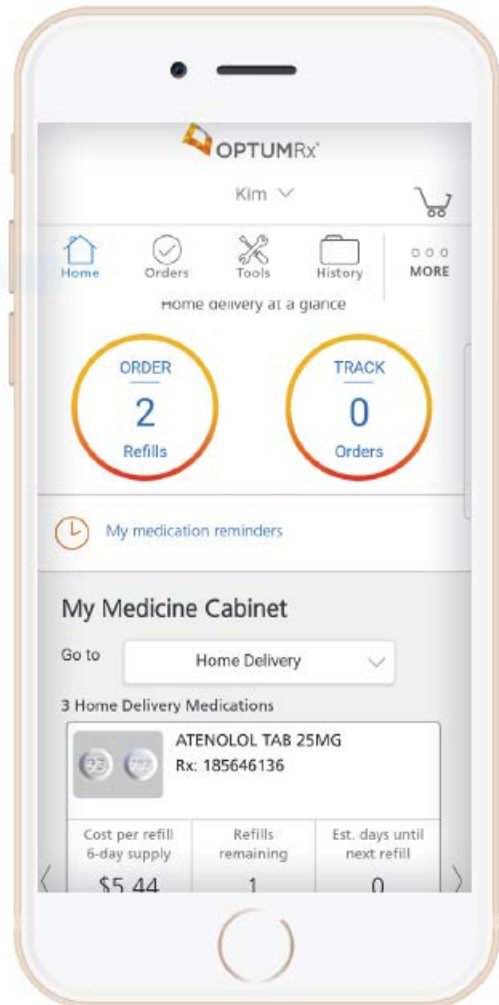 OPTUMRx®
Kim
Home Orders Tools History MORE
Home delivery at a glance
ORDER TRACK
2 0
Refills Orders
My medication reminders
My Medicine Cabinet
Go to Home Delivery
3 Home Delivery Medications
ATENOLOL TAB 25MG
Rx: 185646136
Cost per refill Refills Est. days until
6-day supply remaining next refill
$5.44 1 0